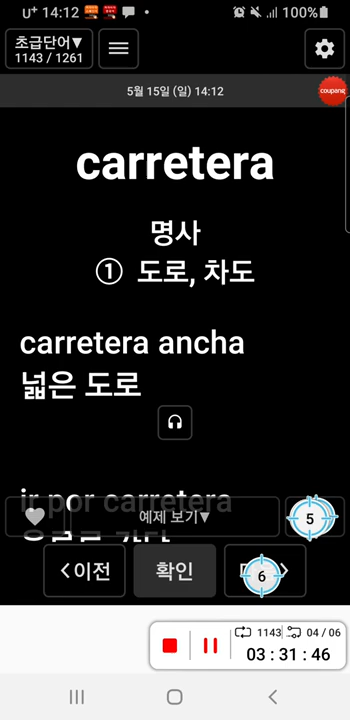 U⁺ 14:12 100%
초급단어▼
1143 / 1261
5월 15일 (일) 14:12
coupang
carretera
명사
① 도로, 차도
carretera ancha
넓은 도로
ir por carretera
예제 보기▼
5
<이전 확인 >
6
1143 04 / 06
03 : 31 : 46